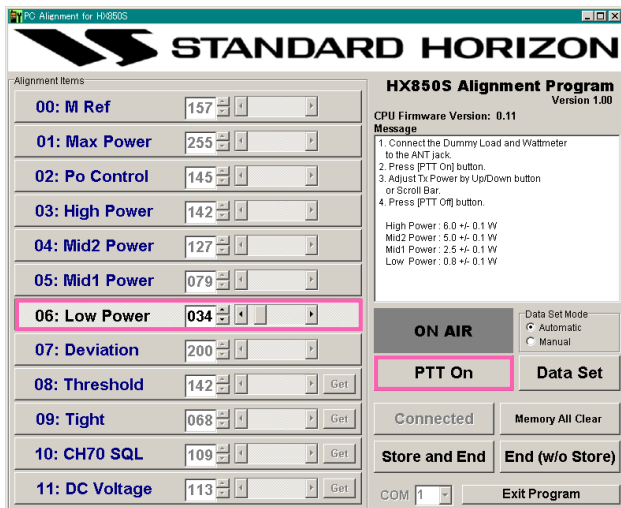 PC Alignment for HX850S
STANDARD HORIZON
Alignment Items
00: M Ref 157
01: Max Power 255
02: Po Control 145
03: High Power 142
04: Mid2 Power 127
05: Mid1 Power 079
06: Low Power 034
07: Deviation 200
08: Threshold 142 Get
09: Tight 068 Get
10: CH70 SQL 109 Get
11: DC Voltage 113 Get
HX850S Alignment Program
Version 1.00
CPU Firmware Version: 0.11
Message
1. Connect the Dummy Load and Wattmeter
to the ANT jack.
2. Press [PTT On] button.
3. Adjust Tx Power by Up/Down button
or Scroll Bar.
4. Press [PTT Off] button.
High Power : 6.0 +/- 0.1 W
Mid2 Power : 5.0 +/- 0.1 W
Mid1 Power : 2.5 +/- 0.1 W
Low Power : 0.8 +/- 0.1 W
ON AIR
Data Set Mode
Automatic
Manual
PTT On
Data Set
Connected
Memory All Clear
Store and End
End (w/o Store)
COM 1
Exit Program